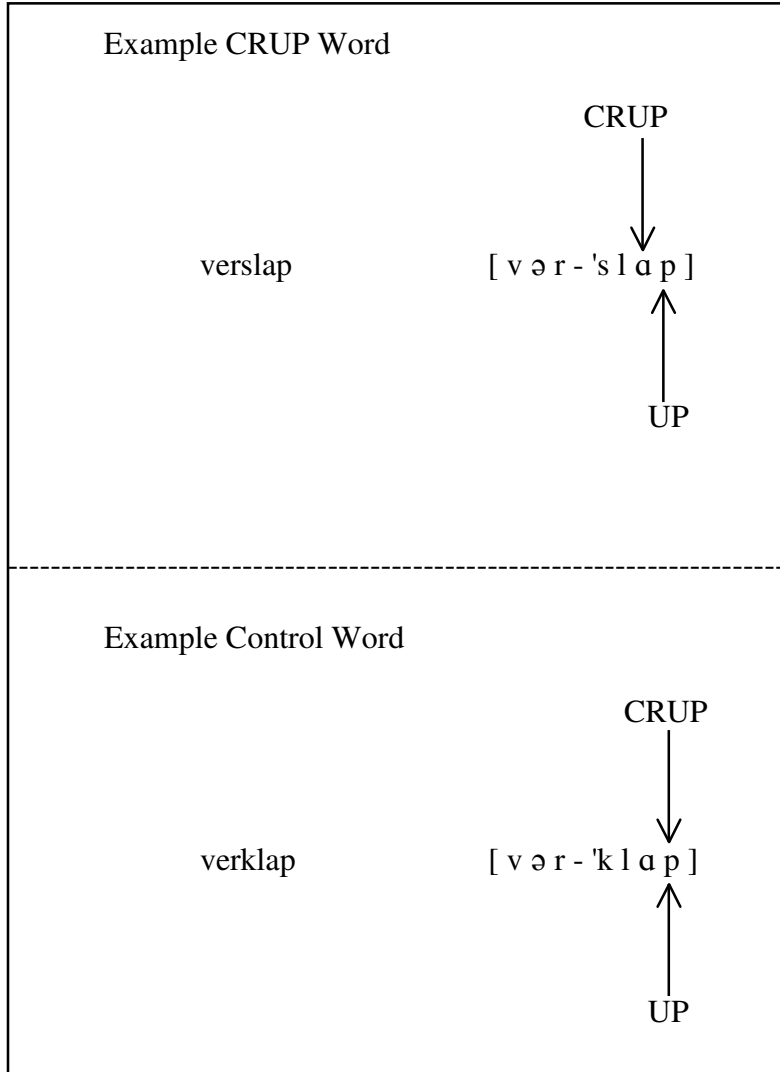 Example CRUP Word
CRUP
verslap [ v ə r - 's l ɑ p ]
UP
Example Control Word
CRUP
verklap [ v ə r - 'k l ɑ p ]
UP